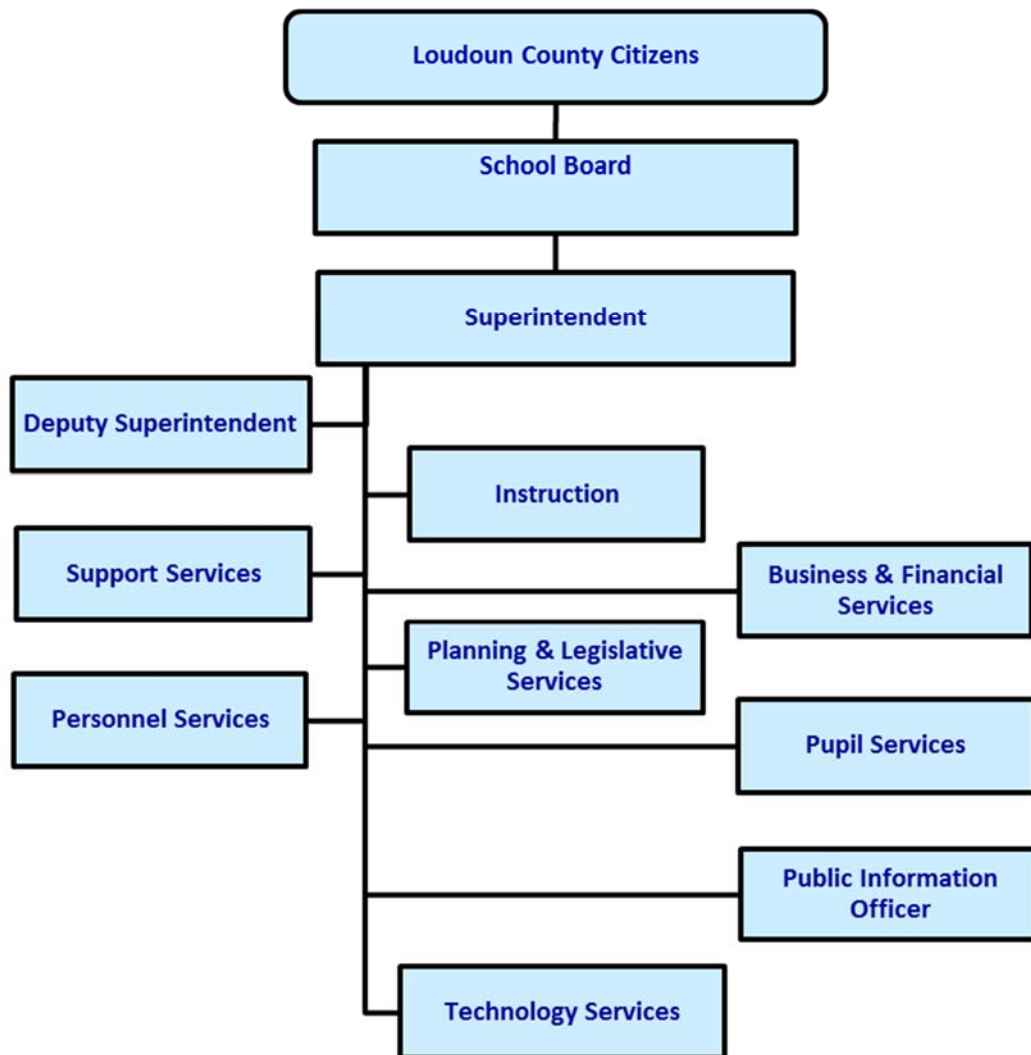 Loudoun County Citizens
School Board
Superintendent
Deputy Superintendent
Instruction
Support Services
Business & Financial
Services
Planning & Legislative
Services
Personnel Services
Pupil Services
Public Information
Officer
Technology Services